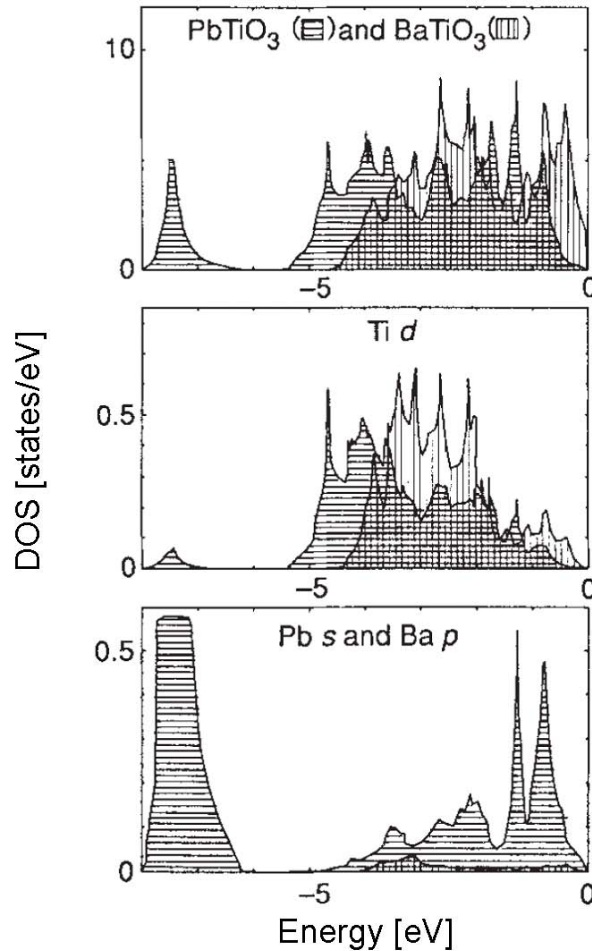 PbTiO3 ( ) and BaTiO3( )
10
0
-5
0
Ti d
0.5
0
-5
0
DOS [states/eV]
Pb s and Ba p
0.5
0
-5
0
Energy [eV]